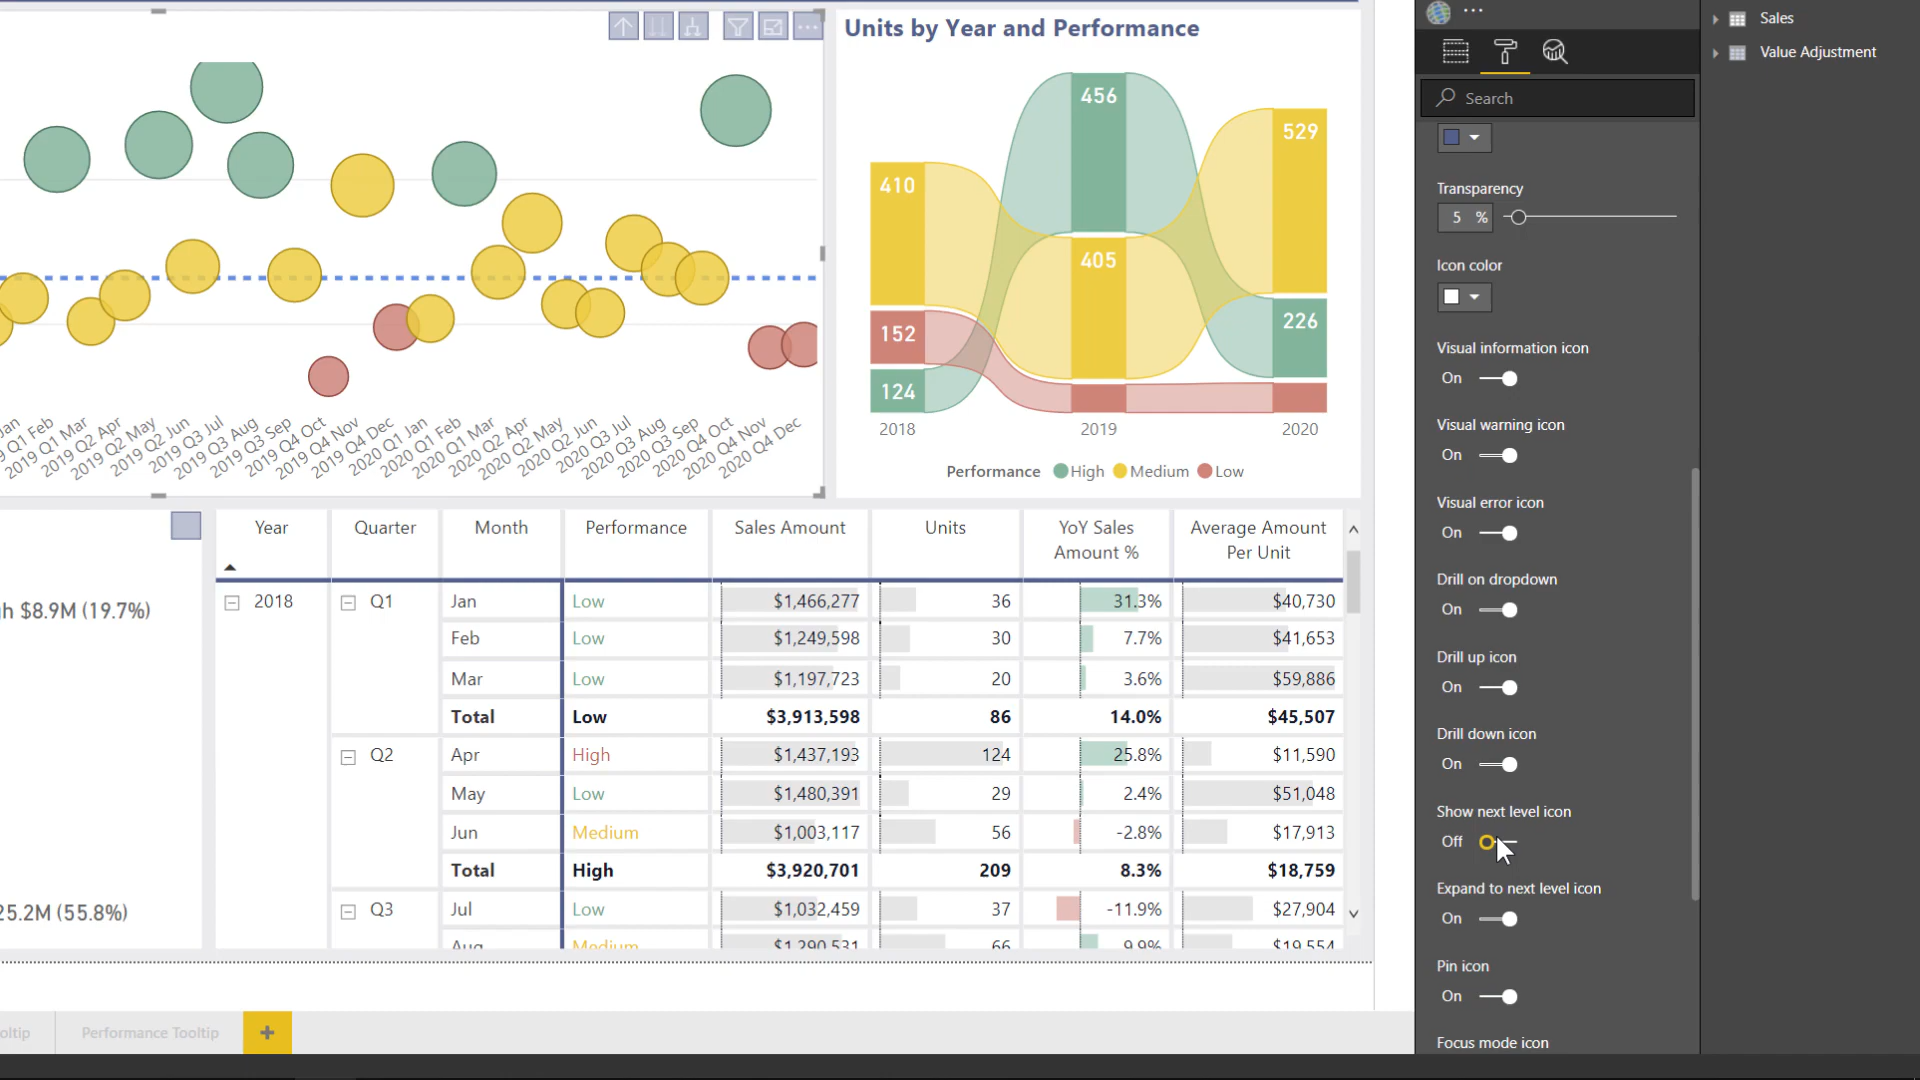 Units by Year and Performance
456
529
410
405
226
152
124
2018
2019
2020
Performance High Medium Low
Jan
2019 Q1 Feb
2019 Q1 Mar
2019 Q2 Apr
2019 Q2 May
2019 Q2 Jun
2019 Q3 Jul
2019 Q3 Aug
2019 Q3 Sep
2019 Q4 Oct
2019 Q4 Nov
2019 Q4 Dec
2020 Q1 Jan
2020 Q1 Feb
2020 Q1 Mar
2020 Q2 Apr
2020 Q2 May
2020 Q2 Jun
2020 Q3 Jul
2020 Q3 Aug
2020 Q3 Sep
2020 Q4 Oct
2020 Q4 Nov
2020 Q4 Dec
h $8.9M (19.7%)
25.2M (55.8%)
Year Quarter Month Performance Sales Amount Units YoY Sales Amount % Average Amount Per Unit
2018 Q1 Jan Low $1,466,277 36 31.3% $40,730
Feb Low $1,249,598 30 7.7% $41,653
Mar Low $1,197,723 20 3.6% $59,886
Total Low $3,913,598 86 14.0% $45,507
Q2 Apr High $1,437,193 124 25.8% $11,590
May Low $1,480,391 29 2.4% $51,048
Jun Medium $1,003,117 56 -2.8% $17,913
Total High $3,920,701 209 8.3% $18,759
Q3 Jul Low $1,032,459 37 -11.9% $27,904
Aug Medium $1,290,531 66 9.9% $19,554
oltip
Performance Tooltip
+
Search
Transparency
5 %
Icon color
Visual information icon
On
Visual warning icon
On
Visual error icon
On
Drill on dropdown
On
Drill up icon
On
Drill down icon
On
Show next level icon
Off
Expand to next level icon
On
Pin icon
On
Focus mode icon
Sales
Value Adjustment